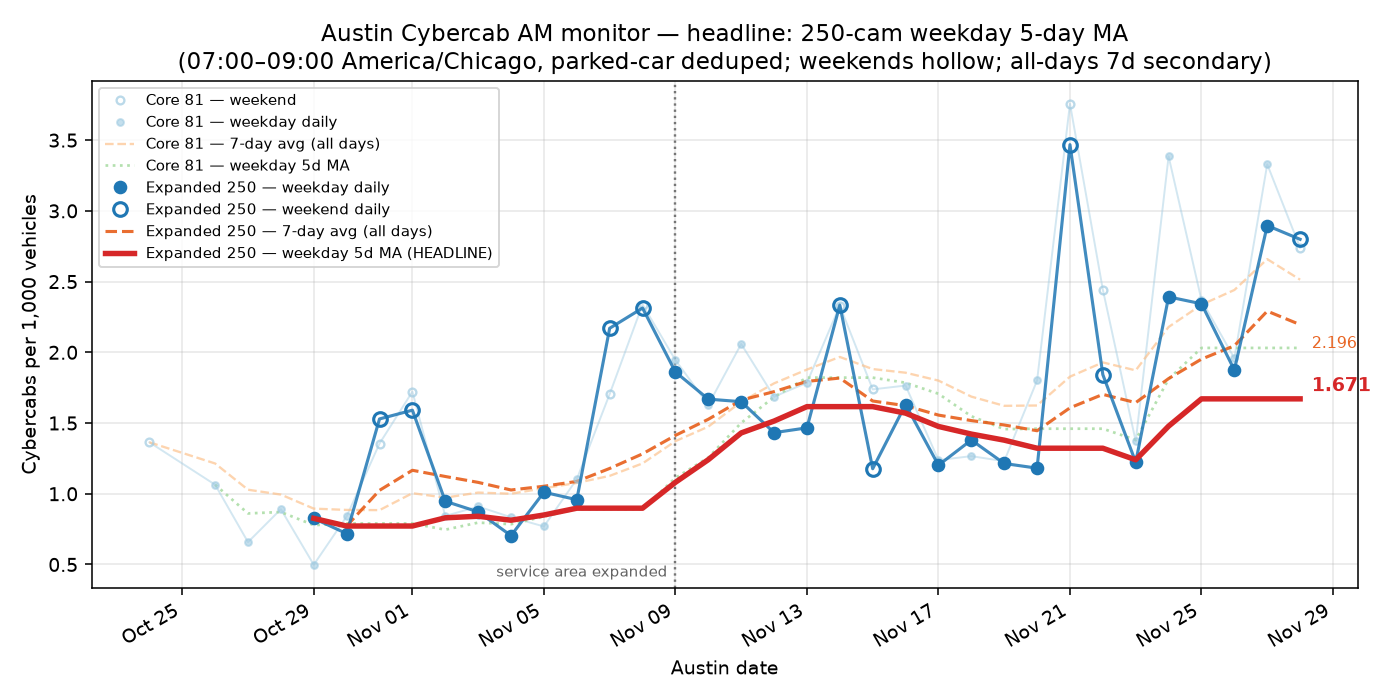 Austin Cybercab AM monitor — headline: 250-cam weekday 5-day MA
(07:00–09:00 America/Chicago, parked-car deduped; weekends hollow; all-days 7d secondary)
Core 81 — weekend
Core 81 — weekday daily
Core 81 — 7-day avg (all days)
Core 81 — weekday 5d MA
Expanded 250 — weekday daily
Expanded 250 — weekend daily
Expanded 250 — 7-day avg (all days)
Expanded 250 — weekday 5d MA (HEADLINE)
Cybercabs per 1,000 vehicles
3.5
3.0
2.5
2.0
1.5
1.0
0.5
2.196
1.671
service area expanded
Oct 25
Oct 29
Nov 01
Nov 05
Nov 09
Nov 13
Nov 17
Nov 21
Nov 25
Nov 29
Austin date